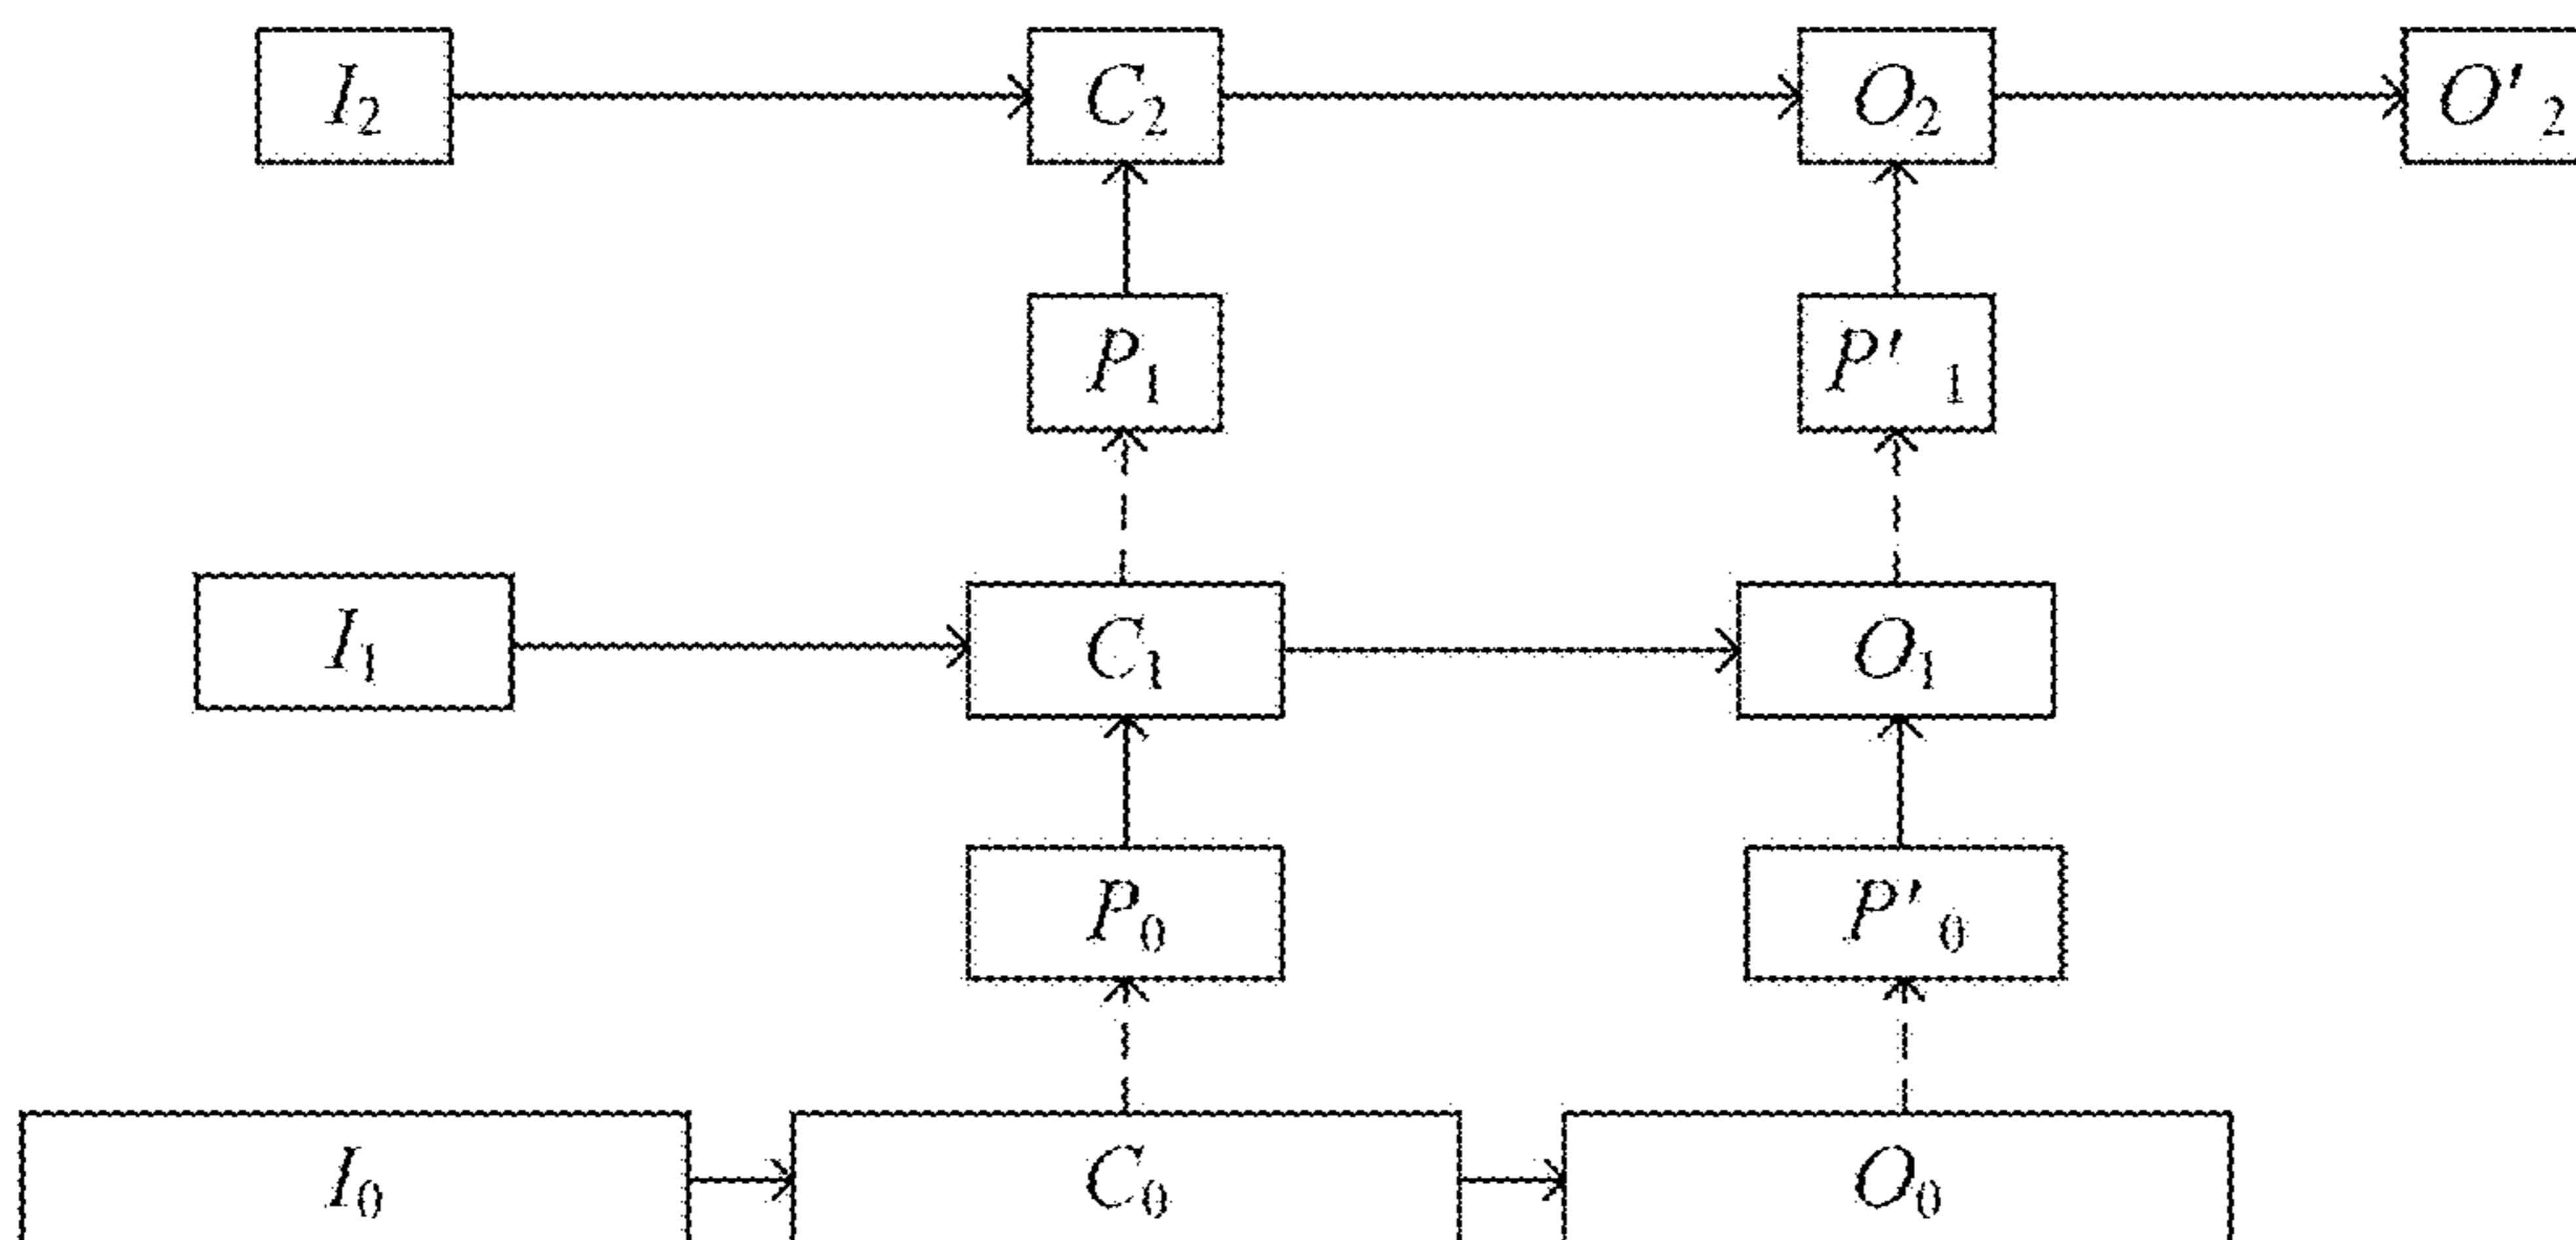 I₂ C₂ O₂ O'₂
P₁ P'₁
I₁ C₁ O₁
P₀ P'₀
I₀ C₀ O₀